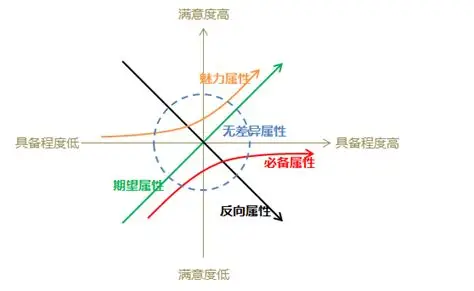 满意度高
魅力属性
无差异属性
具备程度低
具备程度高
必备属性
期望属性
反向属性
满意度低